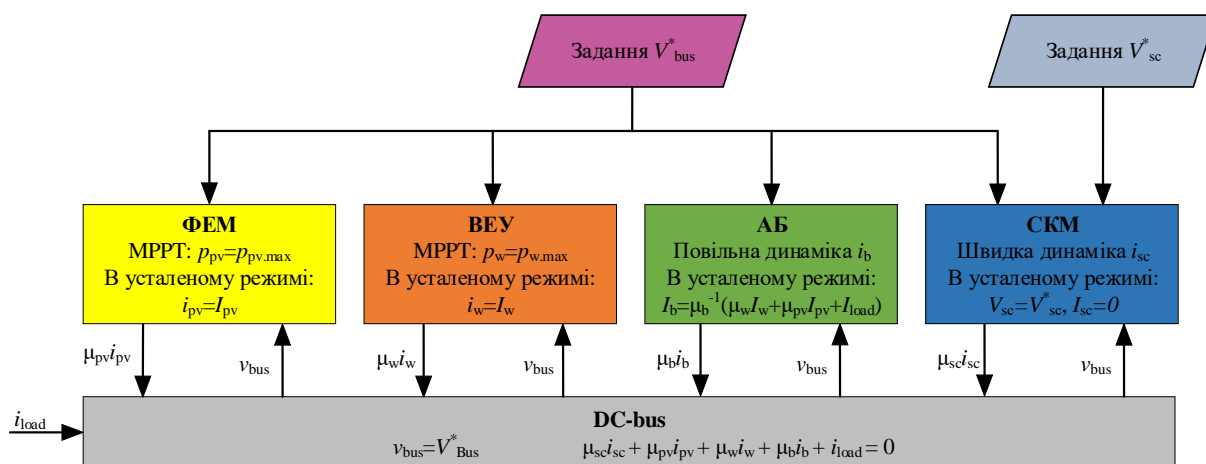 Задання V*bus
Задання V*sc
ФЕМ
МРРТ: ppv=ppv.max
В усталеному режимі:
ipv=Ipv
ВЕУ
МРРТ: pw=pw.max
В усталеному режимі:
iw=Iw
АБ
Повільна динаміка ib
В усталеному режимі:
Ib=μb-1(μwIw+μpvIpv+Iload)
СКМ
Швидка динаміка isc
В усталеному режимі:
Vsc=V*sc, Isc=0
μpvipv
vbus
μwiw
vbus
μbib
vbus
μscisc
vbus
iload
DC-bus
vbus=V*Bus
μscisc + μpvipv + μwiw + μbib + iload = 0